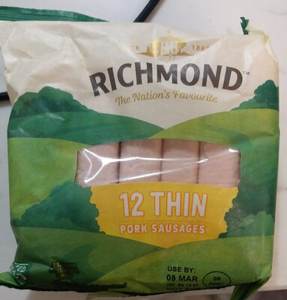 RICHMOND
The Nation's Favourite
12 THIN
PORK SAUSAGES
USE BY:
08 MAR